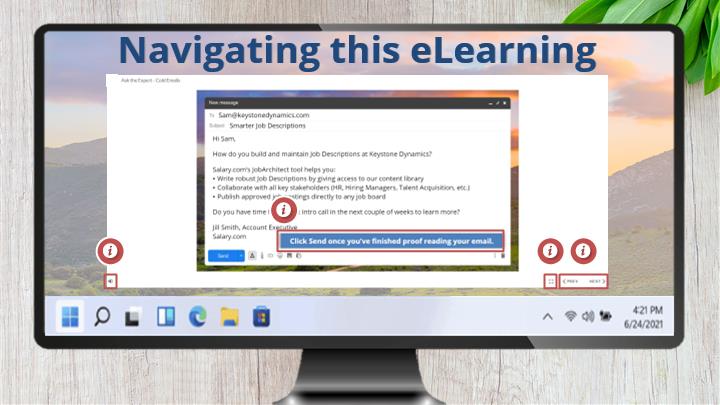 Navigating this eLearning
Ask the Expert - Cold Emails
New message
To Sam@keystonedynamics.com
Subject Smarter Job Descriptions
Hi Sam,
How do you build and maintain Job Descriptions at Keystone Dynamics?
Salary.com's JobArchitect tool helps you:
• Write robust Job Descriptions by giving access to our content library
• Collaborate with all key stakeholders (HR, Hiring Managers, Talent Acquisition, etc.)
• Publish approved job postings directly to any job board
i
Do you have time intro call in the next couple of weeks to learn more?
Jill Smith, Account Executive
Salary.com
Click Send once you've finished proof reading your email.
Send
i
i
i
PREV
NEXT
4:21 PM
6/24/2021